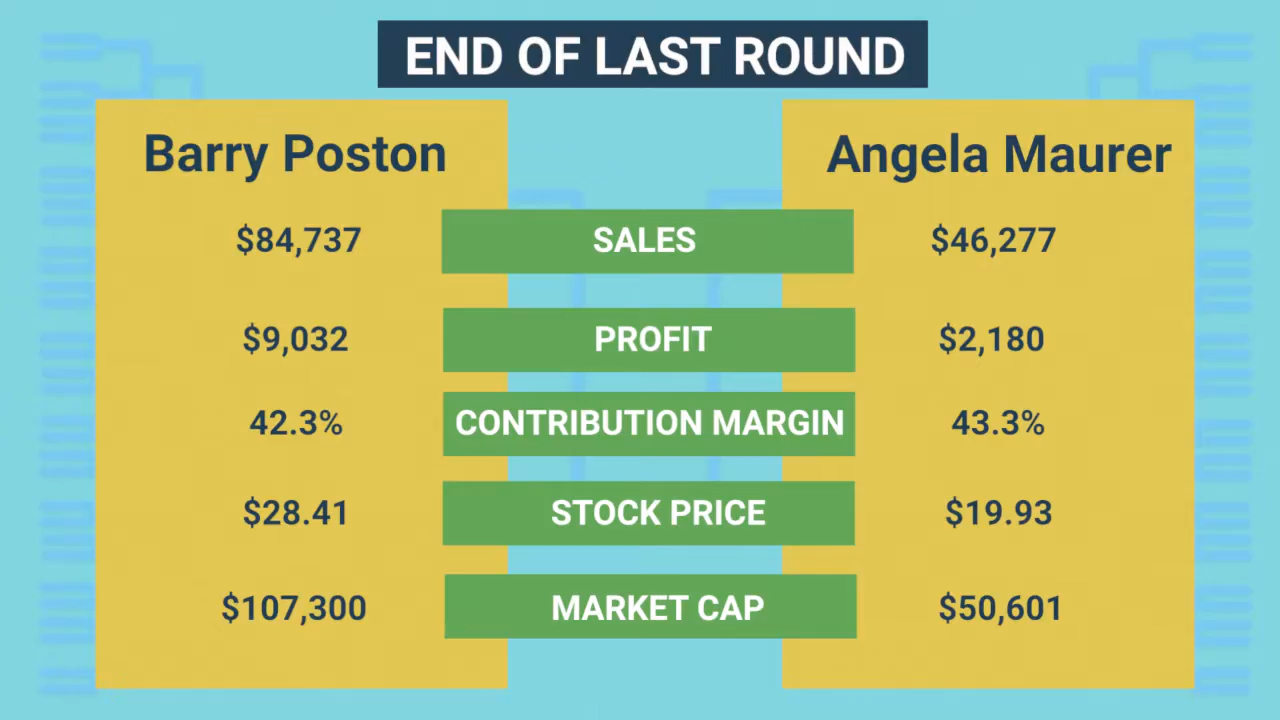 END OF LAST ROUND
Barry Poston Angela Maurer
$84,737 SALES $46,277
$9,032 PROFIT $2,180
42.3% CONTRIBUTION MARGIN 43.3%
$28.41 STOCK PRICE $19.93
$107,300 MARKET CAP $50,601